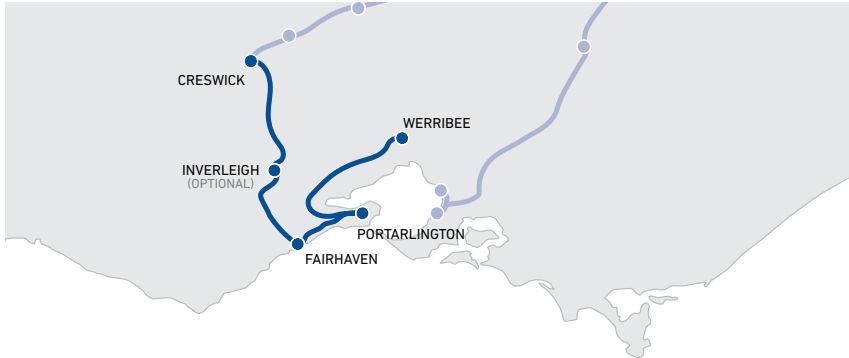 CRESWICK
WERRIBEE
INVERLEIGH
(OPTIONAL)
PORTARLINGTON
FAIRHAVEN